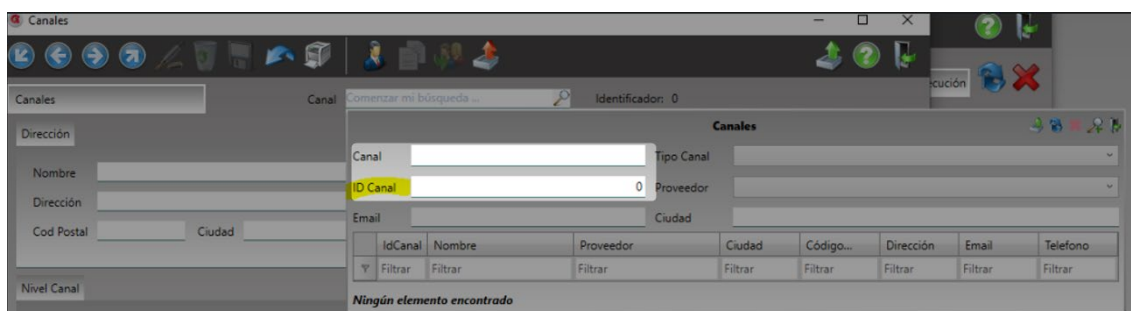 Canales
ecución
Canales Canal Comenzar mi búsqueda ... Identificador: 0
Canales
Dirección
Canal Tipo Canal
Nombre
ID Canal 0 Proveedor
Dirección
Email Ciudad
Cod Postal Ciudad
IdCanal Nombre Proveedor Ciudad Código... Dirección Email Telefono
Filtrar Filtrar Filtrar Filtrar Filtrar Filtrar Filtrar Filtrar
Nivel Canal
Ningún elemento encontrado